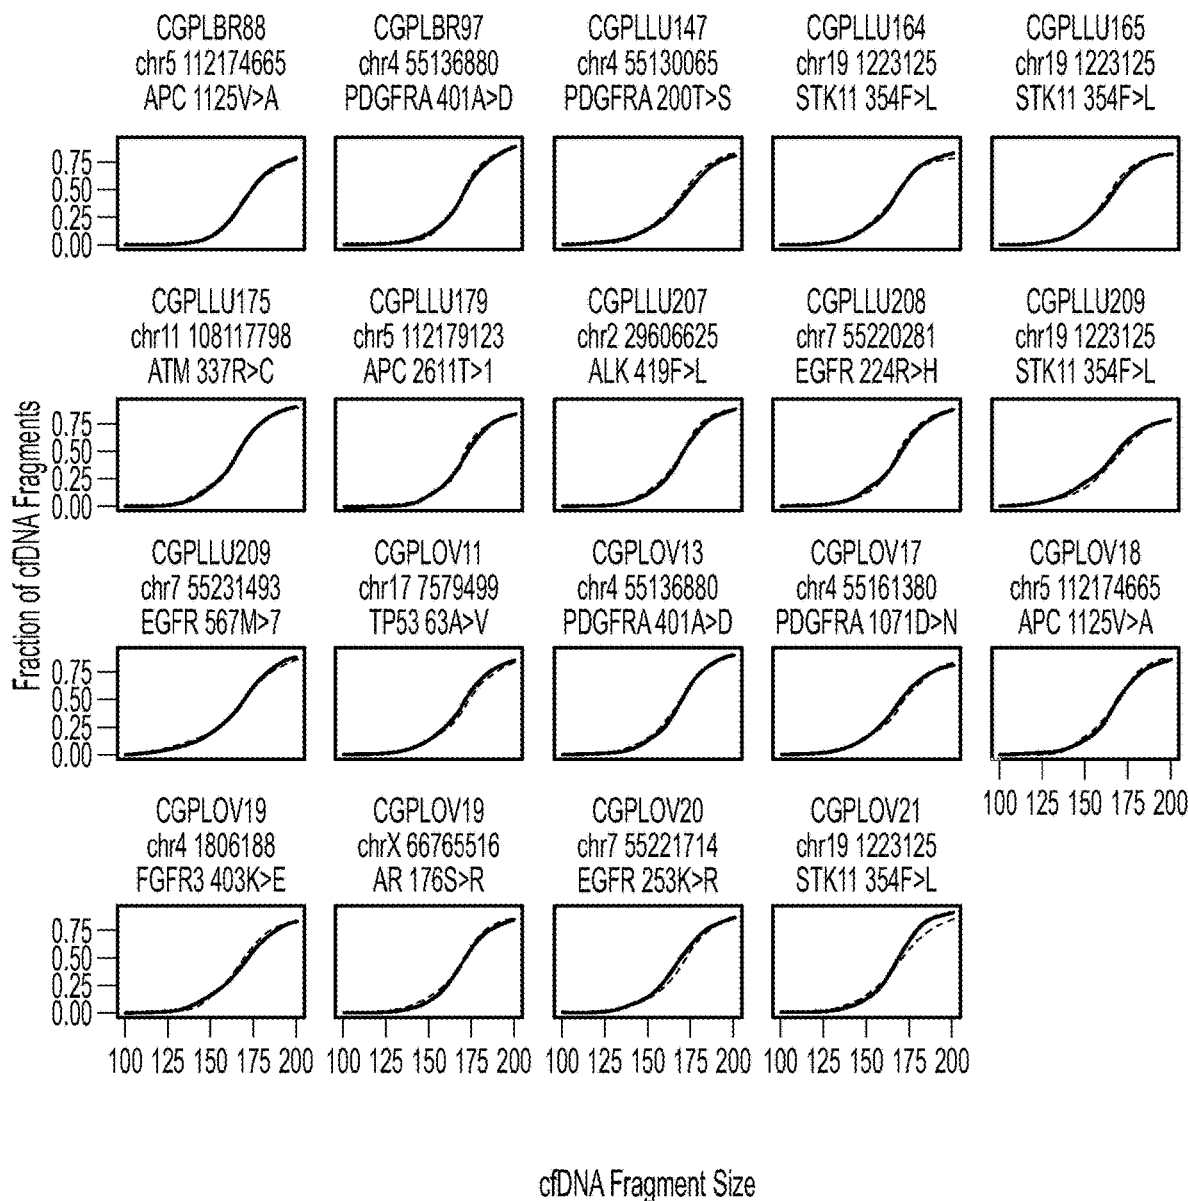 CGPLBR88
chr5 112174665
APC 1125V>A
CGPLBR97
chr4 55136880
PDGFRA 401A>D
CGPLLU147
chr4 55130065
PDGFRA 200T>S
CGPLLU164
chr19 1223125
STK11 354F>L
CGPLLU165
chr19 1223125
STK11 354F>L
0.75
0.50
0.25
0.00
CGPLLU175
chr11 108117798
ATM 337R>C
CGPLLU179
chr5 112179123
APC 2611T>1
CGPLLU207
chr2 29606625
ALK 419F>L
CGPLLU208
chr7 55220281
EGFR 224R>H
CGPLLU209
chr19 1223125
STK11 354F>L
0.75
0.50
0.25
0.00
Fraction of cfDNA Fragments
CGPLLU209
chr7 55231493
EGFR 567M>7
CGPLOV11
chr17 7579499
TP53 63A>V
CGPLOV13
chr4 55136880
PDGFRA 401A>D
CGPLOV17
chr4 55161380
PDGFRA 1071D>N
CGPLOV18
chr5 112174665
APC 1125V>A
0.75
0.50
0.25
0.00
100 125 150 175 200
CGPLOV19
chr4 1806188
FGFR3 403K>E
CGPLOV19
chrX 66765516
AR 176S>R
CGPLOV20
chr7 55221714
EGFR 253K>R
CGPLOV21
chr19 1223125
STK11 354F>L
0.75
0.50
0.25
0.00
100 125 150 175 200
100 125 150 175 200
100 125 150 175 200
100 125 150 175 200
cfDNA Fragment Size